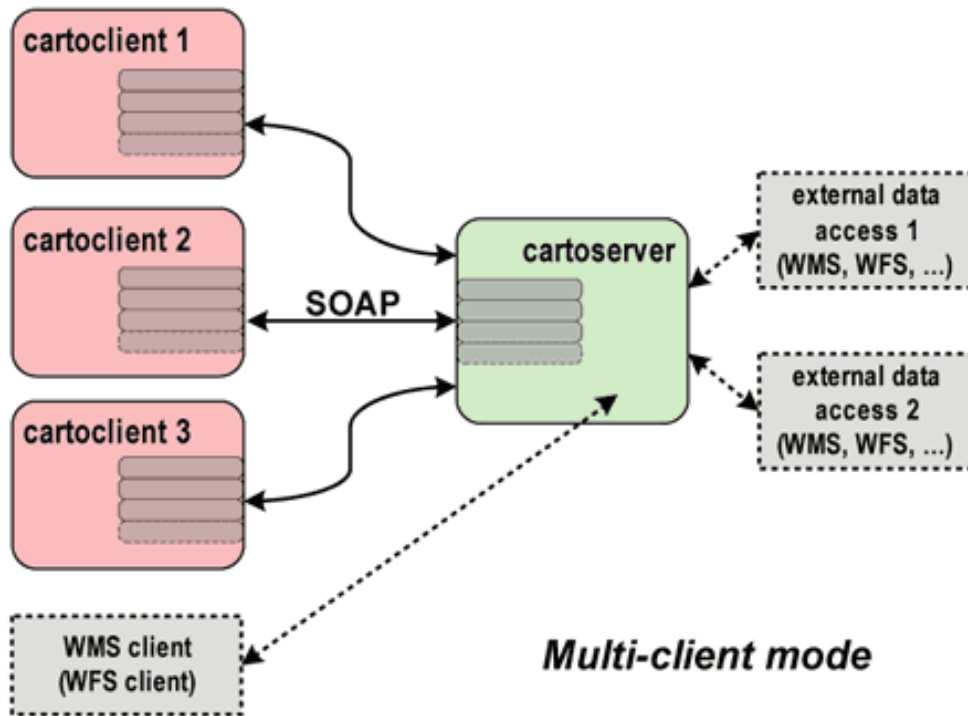 cartoclient 1
cartoclient 2
SOAP
cartoclient 3
WMS client
(WFS client)
cartoserver
external data
access 1
(WMS, WFS, ...)
external data
access 2
(WMS, WFS, ...)
Multi-client mode